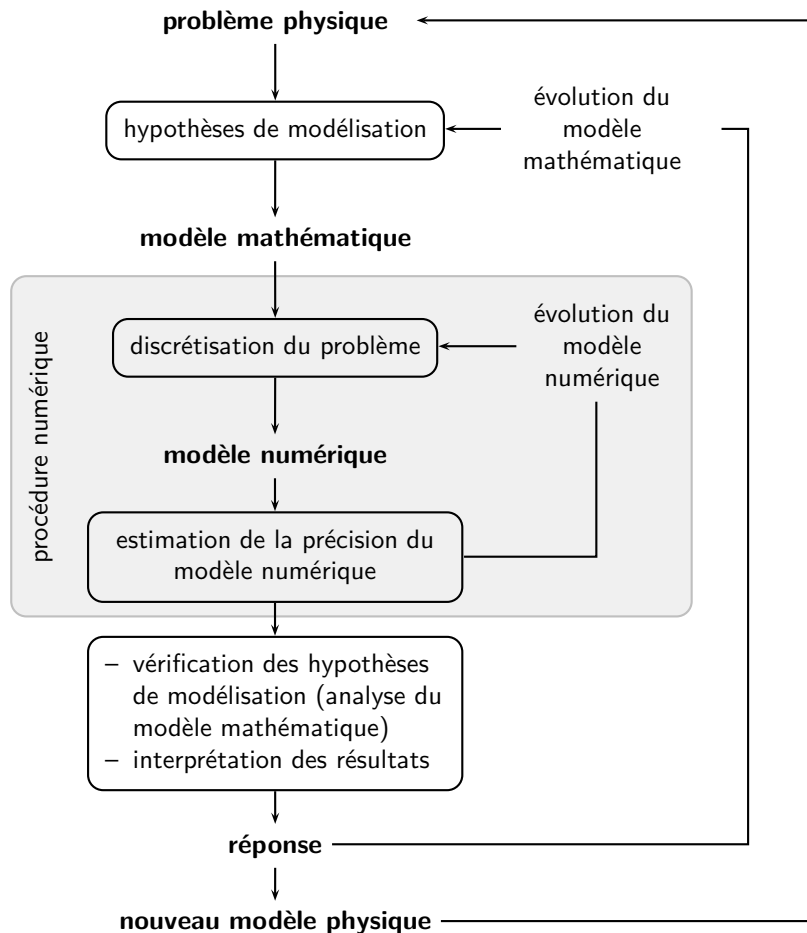 problème physique
hypothèses de modélisation
évolution du
modèle
mathématique
modèle mathématique
procédure numérique
discrétisation du problème
évolution du
modèle
numérique
modèle numérique
estimation de la précision du
modèle numérique
– vérification des hypothèses
de modélisation (analyse du
modèle mathématique)
– interprétation des résultats
réponse
nouveau modèle physique